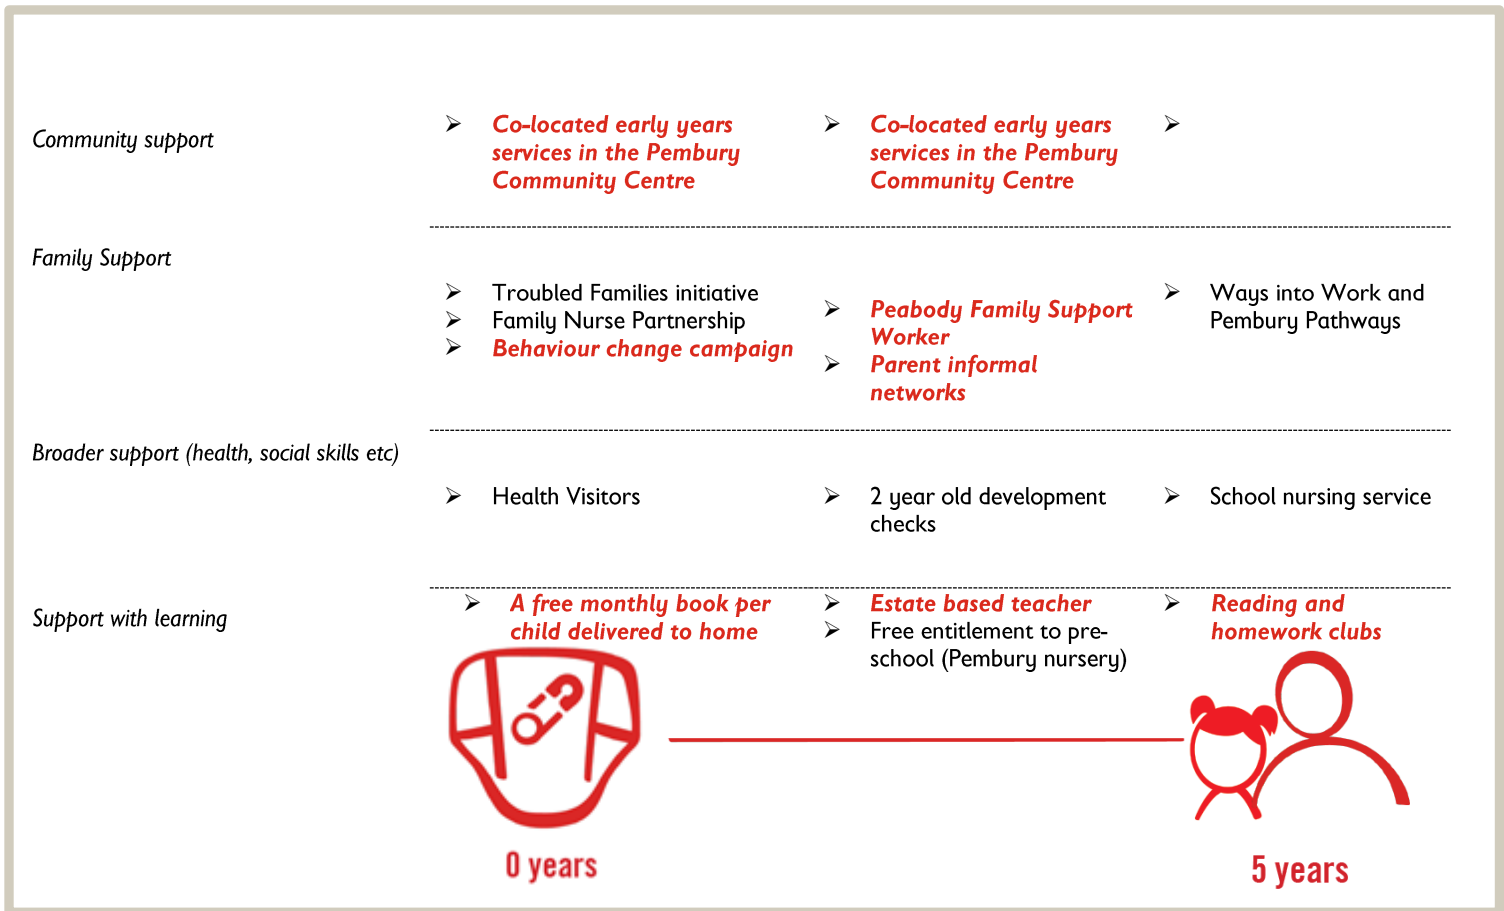 Community support
➢ Co-located early years
services in the Pembury
Community Centre
➢ Co-located early years
services in the Pembury
Community Centre
➢
Family Support
➢ Troubled Families initiative
➢ Family Nurse Partnership
➢ Behaviour change campaign
➢ Peabody Family Support
Worker
➢ Parent informal
networks
➢ Ways into Work and
Pembury Pathways
Broader support (health, social skills etc)
➢ Health Visitors
➢ 2 year old development
checks
➢ School nursing service
Support with learning
➢ A free monthly book per
child delivered to home
➢ Estate based teacher
➢ Free entitlement to pre-
school (Pembury nursery)
➢ Reading and
homework clubs
0 years
5 years